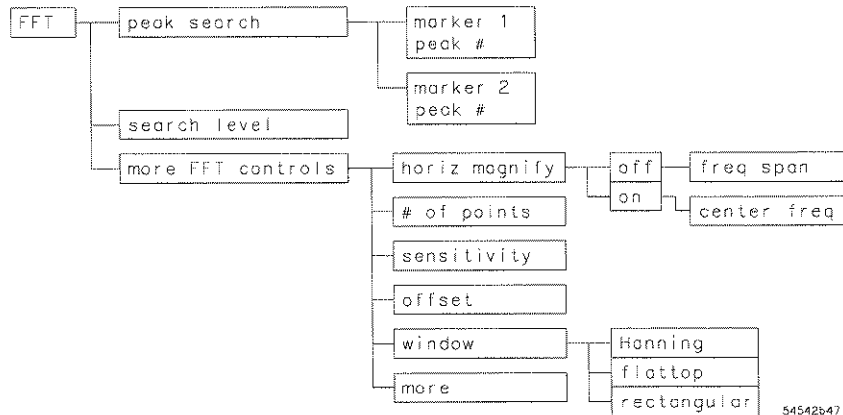 FFT
peak search
marker 1
peak #
marker 2
peak #
search level
more FFT controls
horiz magnify
off
freq span
on
center freq
# of points
sensitivity
offset
window
Hanning
flattop
more
rectangular
54542b47